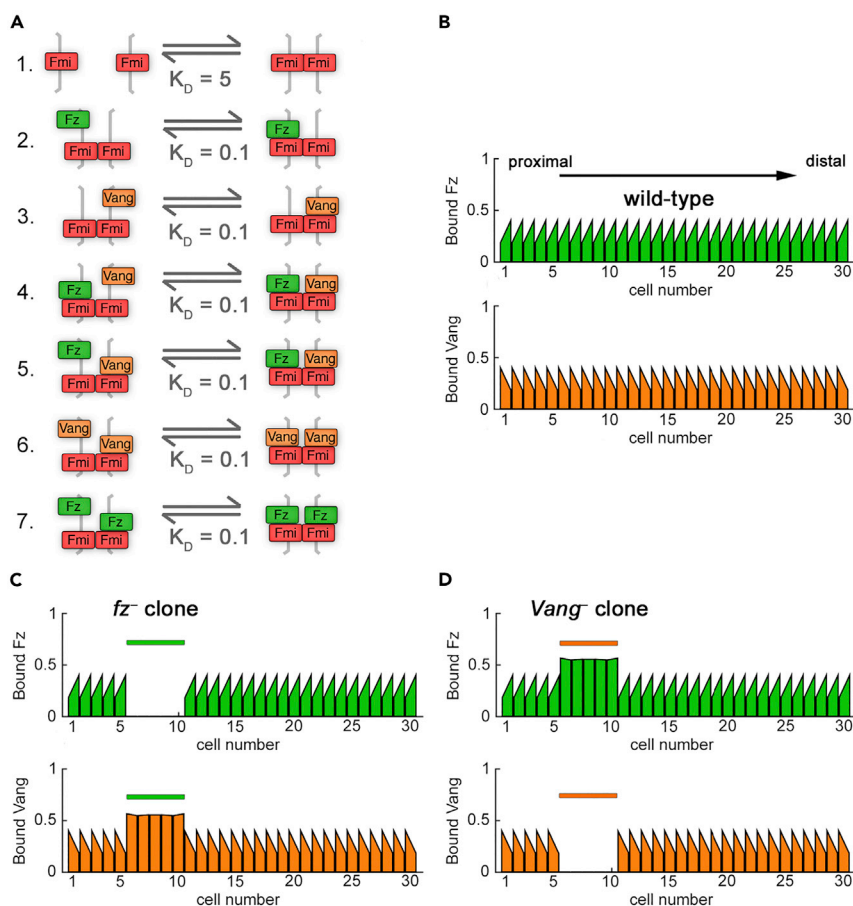 A
1. Fmi Fmi K_D = 5 Fmi Fmi
2. Fz Fmi Fmi K_D = 0.1 Fz Fmi Fmi
3. Vang Fmi Fmi K_D = 0.1 Vang Fmi Fmi
4. Vang Fz Fmi Fmi K_D = 0.1 Fz Vang Fmi Fmi
5. Fz Vang Fmi Fmi K_D = 0.1 Fz Vang Fmi Fmi
6. Vang Vang Fmi Fmi K_D = 0.1 Vang Vang Fmi Fmi
7. Fz Fz Fmi Fmi K_D = 0.1 Fz Fz Fmi Fmi
B
proximal distal
wild-type
Bound Fz
1
0.5
0
1 5 10 15 20 25 30
cell number
Bound Vang
1
0.5
0
1 5 10 15 20 25 30
cell number
C
fz⁻ clone
Bound Fz
1
0.5
0
1 5 10 15 20 25 30
cell number
Bound Vang
1
0.5
0
1 5 10 15 20 25 30
cell number
D
Vang⁻ clone
Bound Fz
1
0.5
0
1 5 10 15 20 25 30
cell number
Bound Vang
1
0.5
0
1 5 10 15 20 25 30
cell number